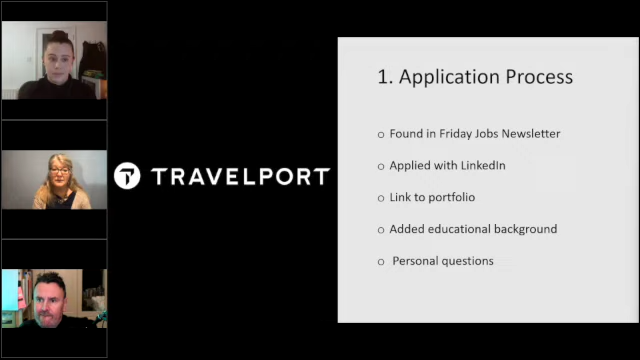 TRAVELPORT
1. Application Process
o Found in Friday Jobs Newsletter
o Applied with LinkedIn
o Link to portfolio
o Added educational background
o Personal questions